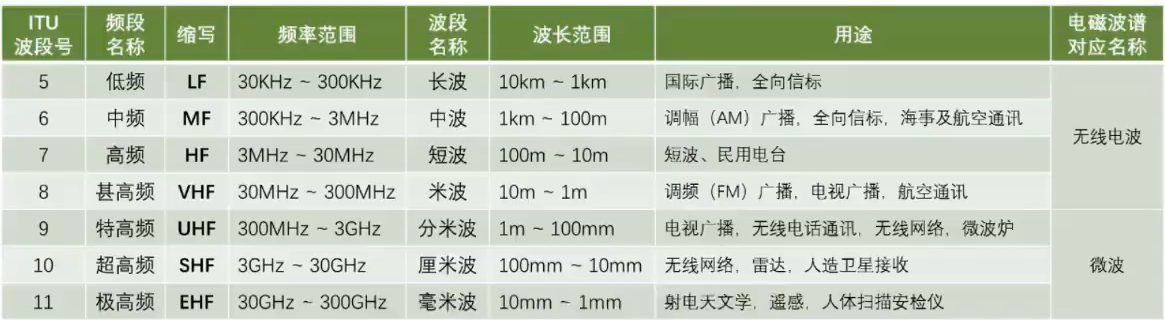 ITU波段号 频段名称 缩写 频率范围 波段名称 波长范围 用途 电磁波谱对应名称
5 低频 LF 30KHz ~ 300KHz 长波 10km ~ 1km 国际广播，全向信标 无线电波
6 中频 MF 300KHz ~ 3MHz 中波 1km ~ 100m 调幅（AM）广播，全向信标，海事及航空通讯
7 高频 HF 3MHz ~ 30MHz 短波 100m ~ 10m 短波、民用电台
8 甚高频 VHF 30MHz ~ 300MHz 米波 10m ~ 1m 调频（FM）广播，电视广播，航空通讯
9 特高频 UHF 300MHz ~ 3GHz 分米波 1m ~ 100mm 电视广播，无线电话通讯，无线网络，微波炉 微波
10 超高频 SHF 3GHz ~ 30GHz 厘米波 100mm ~ 10mm 无线网络，雷达，人造卫星接收
11 极高频 EHF 30GHz ~ 300GHz 毫米波 10mm ~ 1mm 射电天文学，遥感，人体扫描安检仪